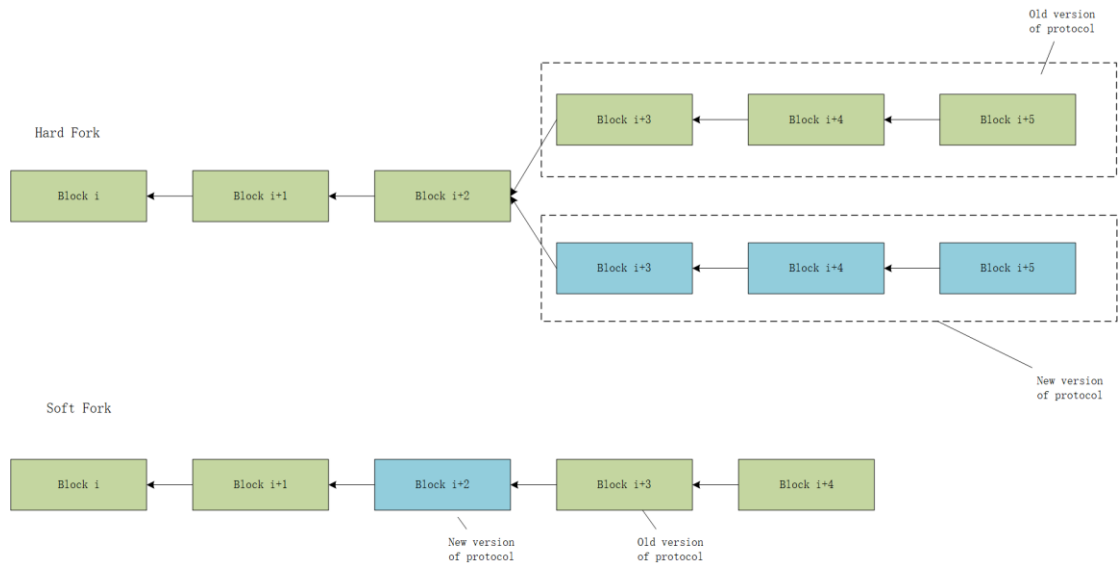 Old version
of protocol
Block i+3
Block i+4
Block i+5
Hard Fork
Block i
Block i+1
Block i+2
Block i+3
Block i+4
Block i+5
New version
of protocol
Soft Fork
Block i
Block i+1
Block i+2
Block i+3
Block i+4
New version
of protocol
Old version
of protocol